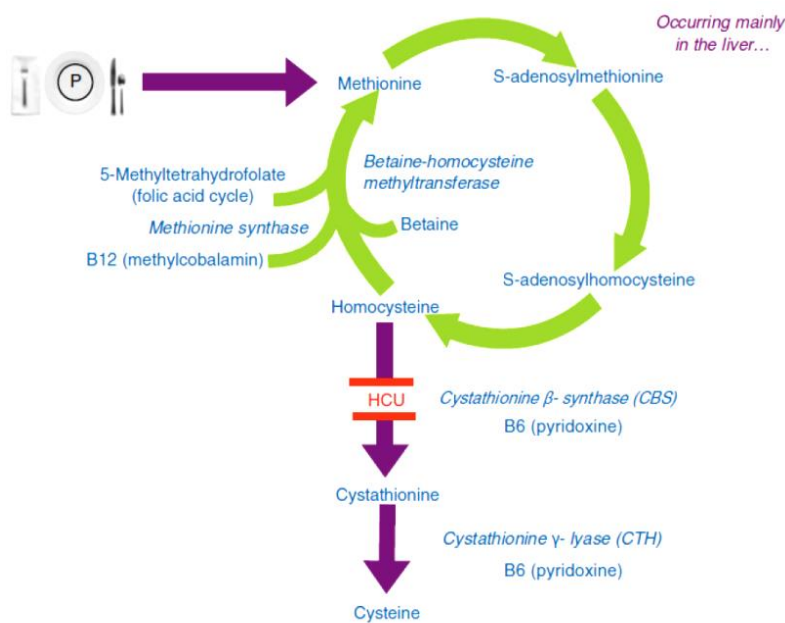 Occurring mainly
in the liver…
P
Methionine
S-adenosylmethionine
5-Methyltetrahydrofolate
(folic acid cycle)
Betaine-homocysteine
methyltransferase
Methionine synthase
Betaine
B12 (methylcobalamin)
S-adenosylhomocysteine
Homocysteine
HCU
Cystathionine β- synthase (CBS)
B6 (pyridoxine)
Cystathionine
Cystathionine γ- lyase (CTH)
B6 (pyridoxine)
Cysteine